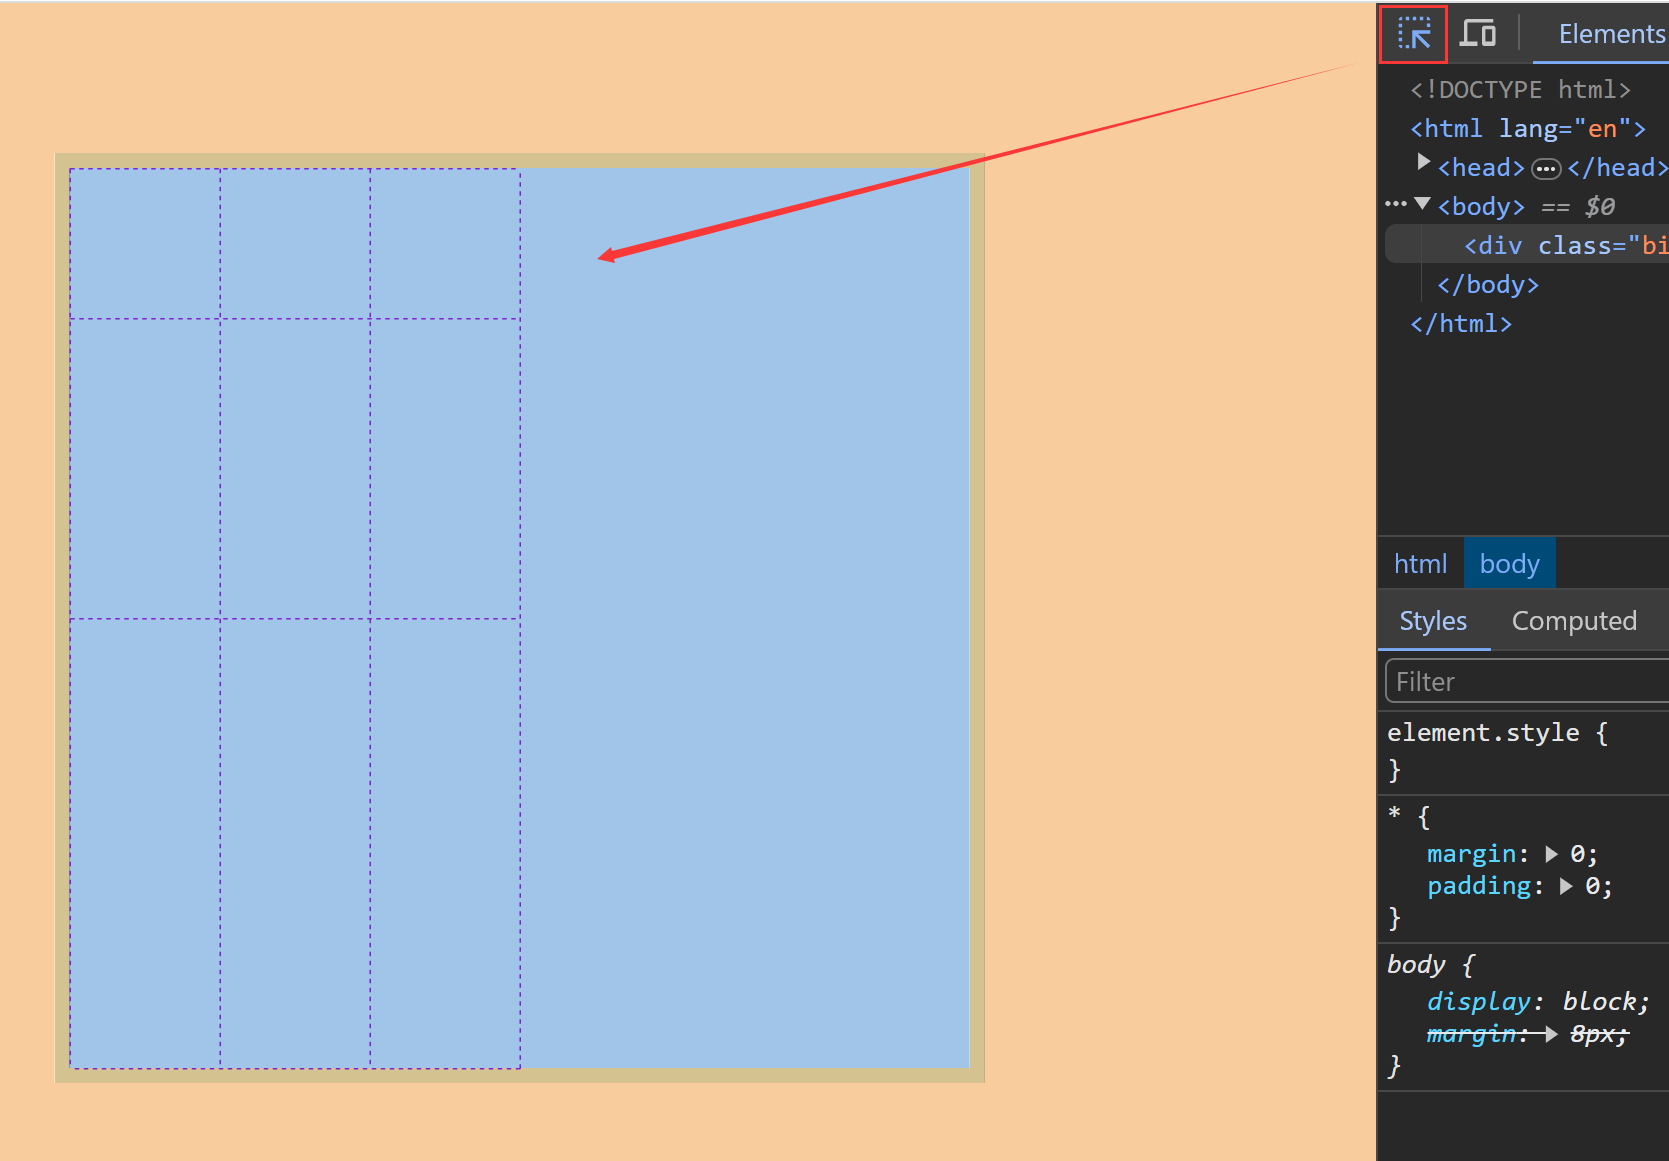 Elements
<!DOCTYPE html>
<html lang="en">
<head> ••• </head>
••• <body> == $0
<div class="bi
</body>
</html>
html body
Styles Computed
Filter
element.style {
}
* {
margin: 0;
padding: 0;
}
body {
display: block;
margin: 8px;
}